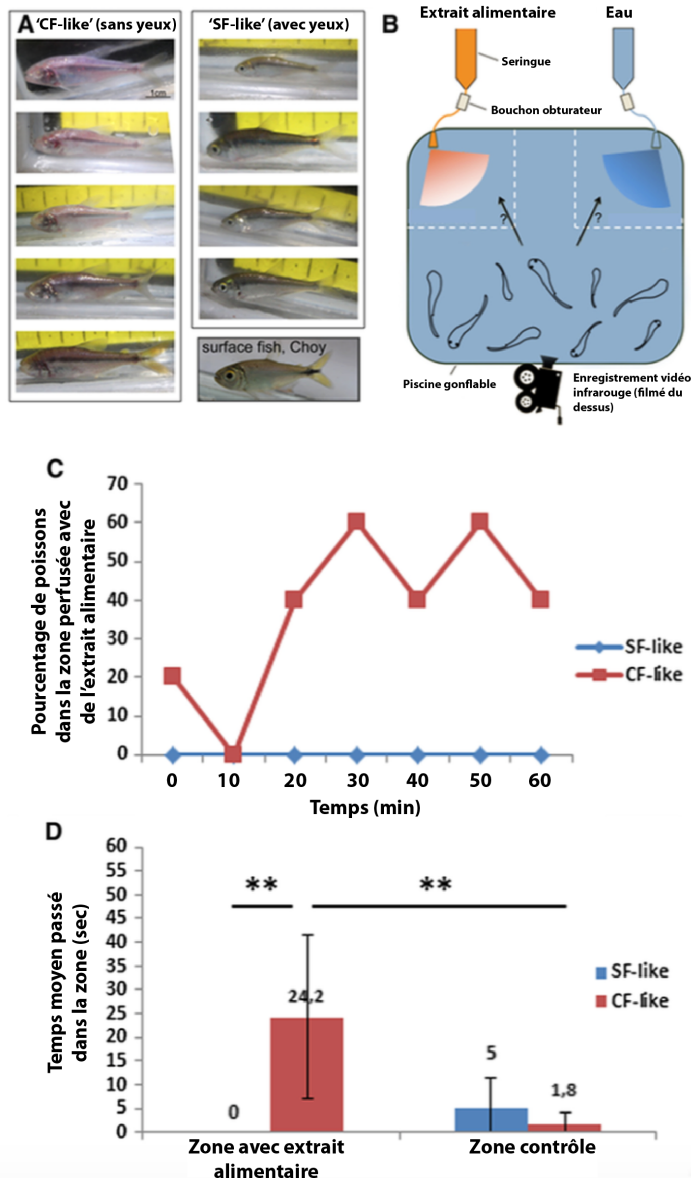 A
'CF-like' (sans yeux)
1cm
'SF-like' (avec yeux)
surface fish, Choy
B
Extrait alimentaire
Eau
Seringue
Bouchon obturateur
?
?
Piscine gonflable
Enregistrement vidéo
infrarouge (filmé du
dessus)
C
Pourcentage de poissons
dans la zone perfusée avec
de l'extrait alimentaire
70
60
50
40
30
20
10
0
0 10 20 30 40 50 60
Temps (min)
SF-like
CF-like
D
Temps moyen passé
dans la zone (sec)
60
55
50
45
40
35
30
25
20
15
10
5
0
**
**
0
24,2
5
1,8
SF-like
CF-like
Zone avec extrait
alimentaire
Zone contrôle